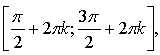 [π/2 + 2πk; 3π/2 + 2πk],